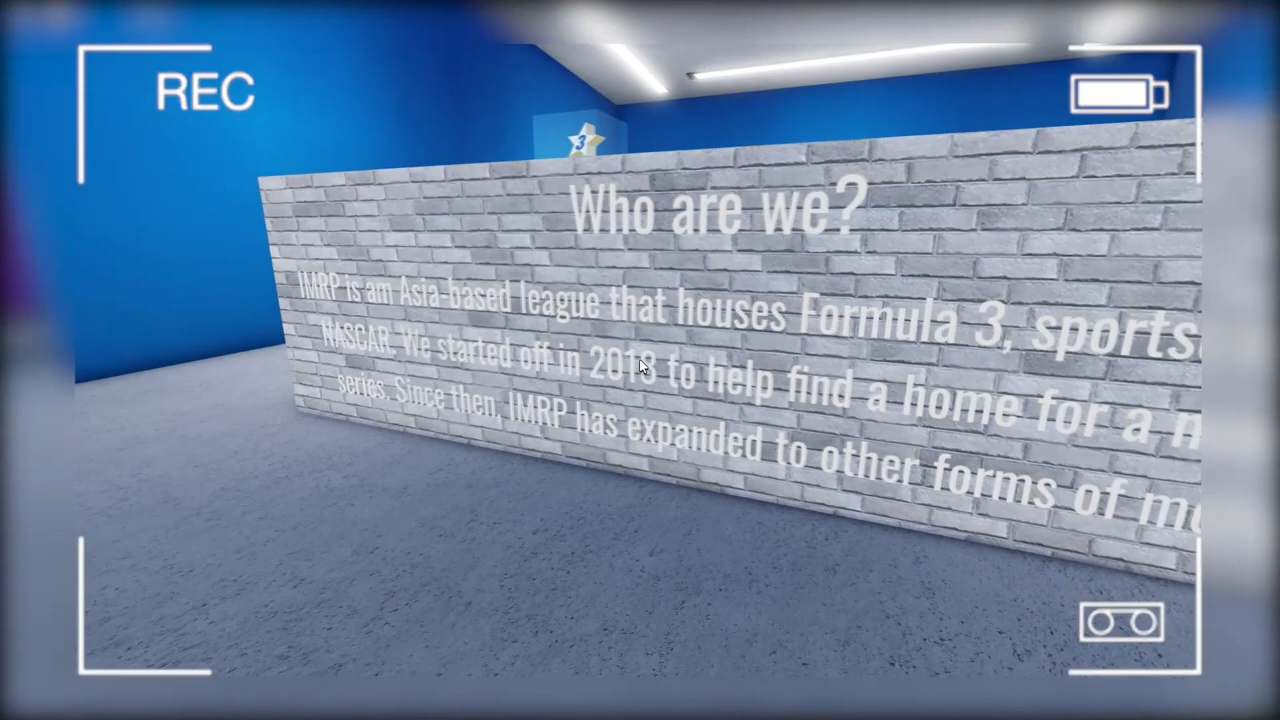 REC
3
Who are we?
IMRP is am Asia-based league that houses Formula 3, sports
NASCAR. We started off in 2018 to help find a home for a
series. Since then, IMRP has expanded to other forms of